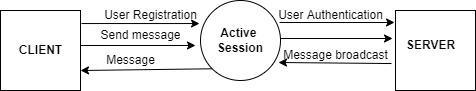 User Registration
User Authentication
Active
Session
Send message
CLIENT
SERVER
Message
Message broadcast